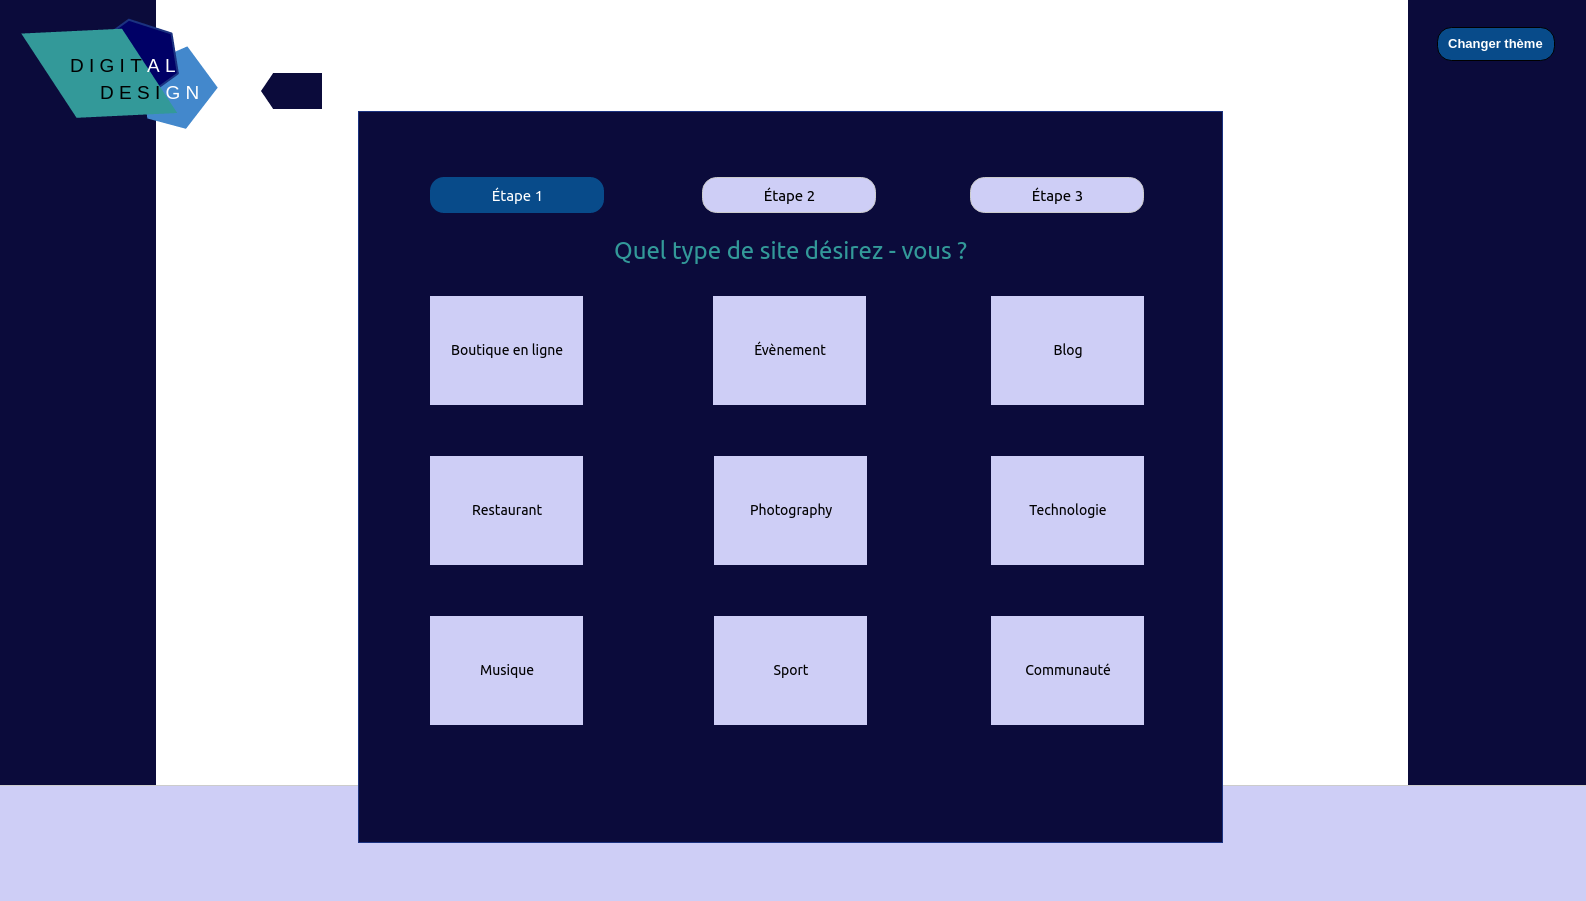 DIGITAL
DESIGN
Changer thème
Étape 1
Étape 2
Étape 3
Quel type de site désirez - vous ?
Boutique en ligne
Évènement
Blog
Restaurant
Photography
Technologie
Musique
Sport
Communauté